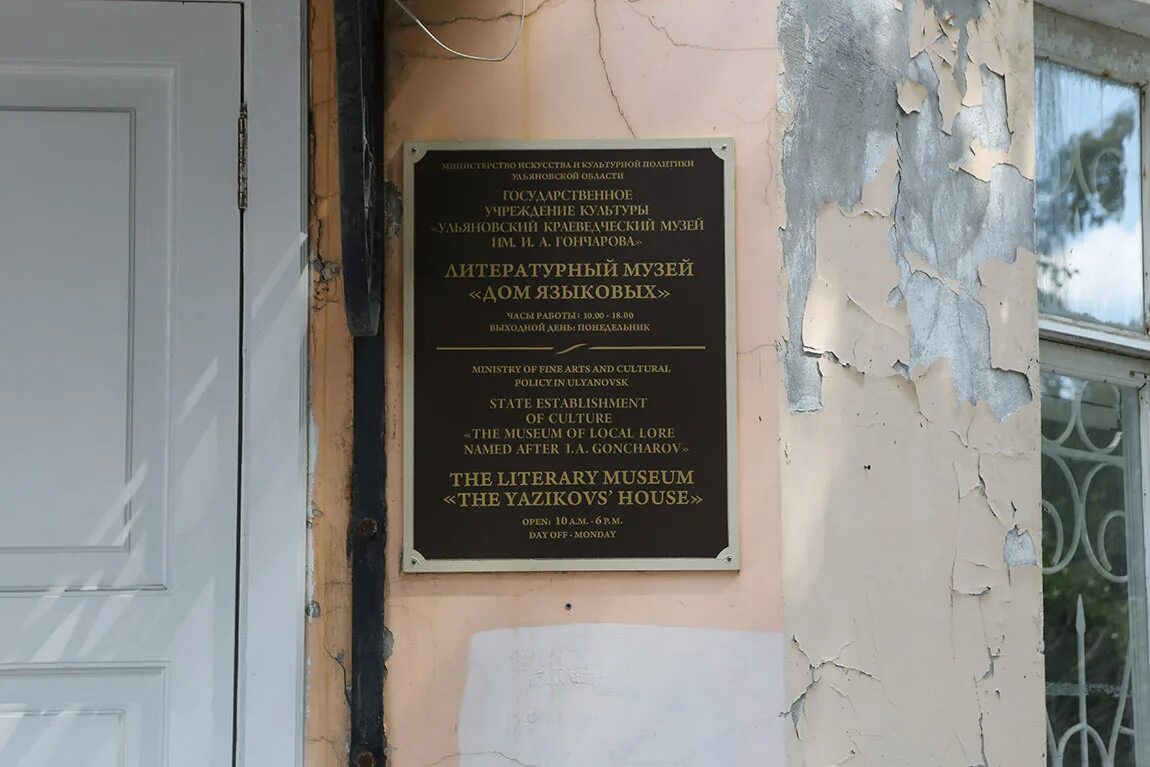 МИНИСТЕРСТВО ИСКУССТВА И КУЛЬТУРНОЙ ПОЛИТИКИ
УЛЬЯНОВСКОЙ ОБЛАСТИ
ГОСУДАРСТВЕННОЕ
УЧРЕЖДЕНИЕ КУЛЬТУРЫ
«УЛЬЯНОВСКИЙ КРАЕВЕДЧЕСКИЙ МУЗЕЙ
ИМ. И. А. ГОНЧАРОВА»
ЛИТЕРАТУРНЫЙ МУЗЕЙ
«ДОМ ЯЗЫКОВЫХ»
ЧАСЫ РАБОТЫ: 10.00 - 18.00
ВЫХОДНОЙ ДЕНЬ: ПОНЕДЕЛЬНИК
MINISTRY OF FINE ARTS AND CULTURAL
POLICY IN ULYANOVSK
STATE ESTABLISHMENT
OF CULTURE
«THE MUSEUM OF LOCAL LORE
NAMED AFTER I.A. GONCHAROV»
THE LITERARY MUSEUM
«THE YAZIKOVS' HOUSE»
OPEN: 10 A.M. - 6 P.M.
DAY OFF - MONDAY